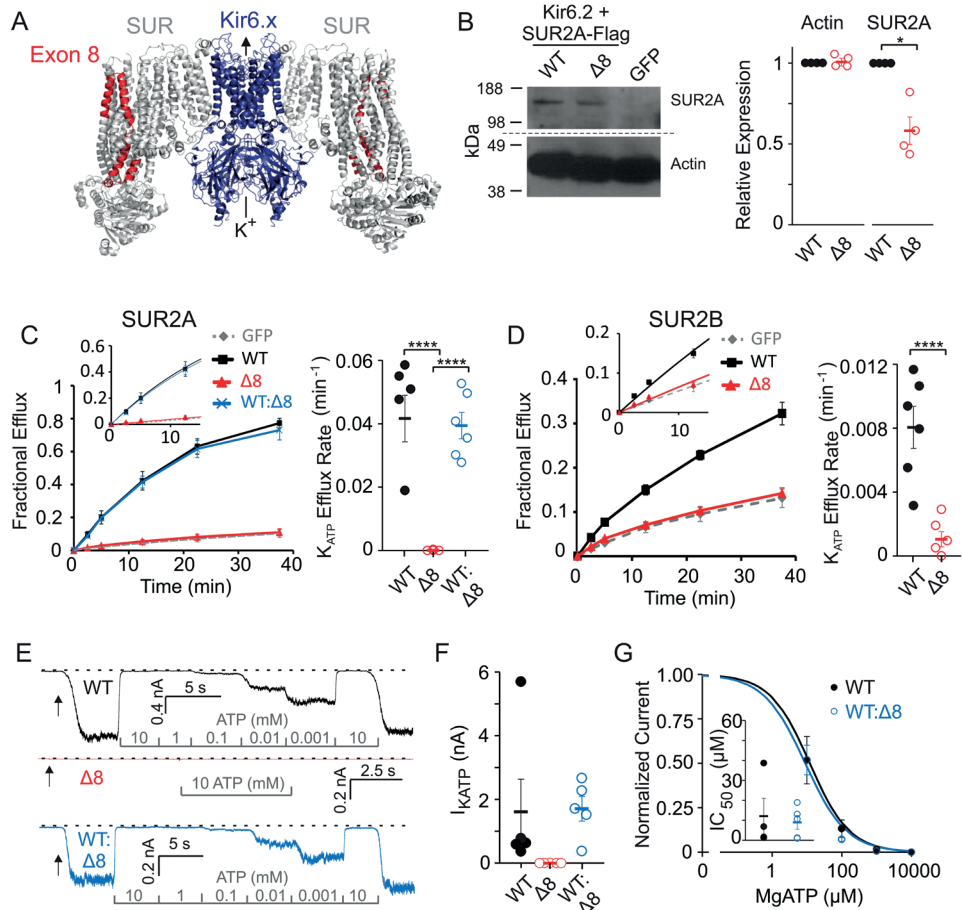 A
SUR
Kir6.x
SUR
Exon 8
K+
B
Kir6.2 +
SUR2A-Flag
WT
Δ8
GFP
188
98
49
38
kDa
SUR2A
Actin
Actin
SUR2A
*
Relative Expression
1
0.5
0
WT
Δ8
WT
Δ8
C
SUR2A
GFP
WT
Δ8
WT:Δ8
Fractional Efflux
0.8
0.6
0.4
0.2
0
0
10
20
30
40
Time (min)
0.6
0.4
0.2
0
0
10
KATP Efflux Rate (min-1)
0.06
0.04
0.02
0.00
****
****
WT
Δ8
WT:
Δ8
D
SUR2B
GFP
WT
Δ8
Fractional Efflux
0.4
0.3
0.2
0.1
0
0
10
20
30
40
Time (min)
0.2
0.1
0
0
10
KATP Efflux Rate (min-1)
0.012
0.008
0.004
0.000
****
WT
Δ8
E
WT
0.4 nA
5 s
ATP (mM)
10 1 0.1 0.01 0.001 10
Δ8
10 ATP (mM)
0.2 nA
2.5 s
WT:
Δ8
0.2 nA
5 s
ATP (mM)
10 1 0.1 0.01 0.001 10
F
IKATP (nA)
6
4
2
0
WT
Δ8
WT:
Δ8
G
WT
WT:Δ8
Normalized Current
1.00
0.75
0.50
0.25
0.00
0
1
100
10000
MgATP (μM)
IC50 (μM)
60
30
0